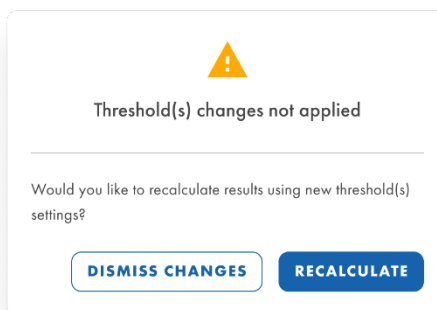 Threshold(s) changes not applied
Would you like to recalculate results using new threshold(s)
settings?
DISMISS CHANGES
RECALCULATE